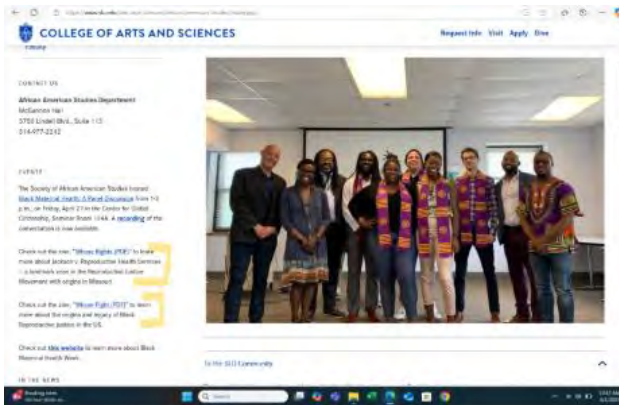 COLLEGE OF ARTS AND SCIENCES
Request Info Visit Apply Give
Faculty
CONTACT US
African American Studies Department
McGannon Hall
3750 Lindell Blvd., Suite 113
314-977-2242
EVENTS
The Society of African American Studies hosted
Black Maternal Health: A Panel Discussion from 1-3
p.m., on Friday, April 21 in the Center for Global
Citizenship, Seminar Room 124A. A recording of the
conversation is now available.
Check out the zine, "Whose Rights (PDF)" to learn
more about Jackson v. Reproductive Health Services
– a landmark case in the Reproductive Justice
Movement with origins in Missouri.
Check out the zine, "Whose Fight (PDF)" to learn
more about the origins and legacy of Black
Reproductive Justice in the US.
Check out this website to learn more about Black
Maternal Health Week.
IN THE NEWS
To the SLU Community
Search